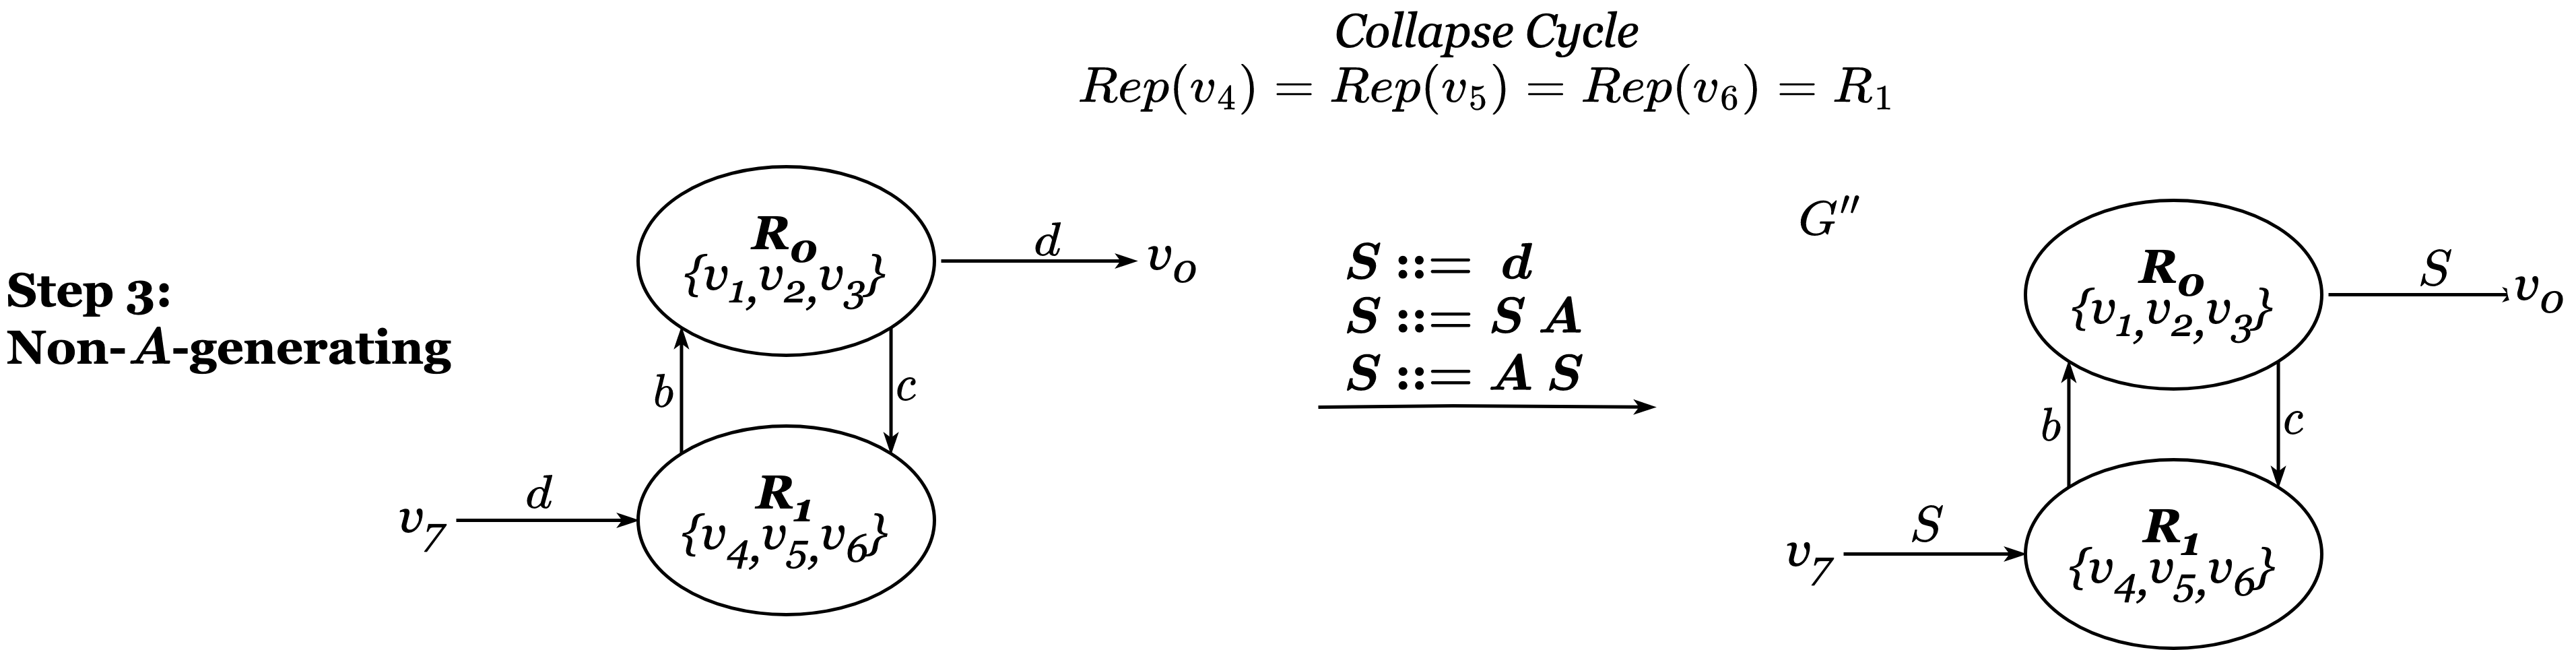 Collapse Cycle
Rep(v₄) = Rep(v₅) = Rep(v₆) = R₁
Step 3:
Non-A-generating
R₀
{v₁,v₂,v₃}
d
v₀
b
c
v₇
d
R₁
{v₄,v₅,v₆}
S ::= d
S ::= S A
S ::= A S
G″
R₀
{v₁,v₂,v₃}
S
v₀
b
c
v₇
S
R₁
{v₄,v₅,v₆}